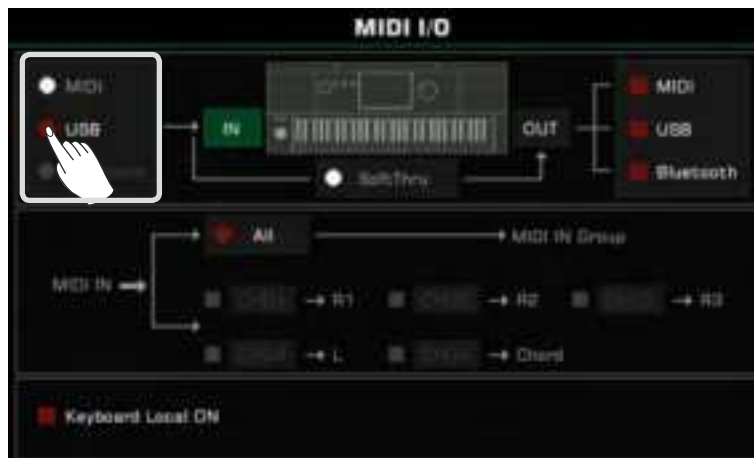 MIDI I/O
MIDI
MIDI
USB
IN
OUT
USB
SoftThru
Bluetooth
All
MIDI IN Group
MIDI IN
R1
R2
R3
L
Chord
Keyboard Local ON